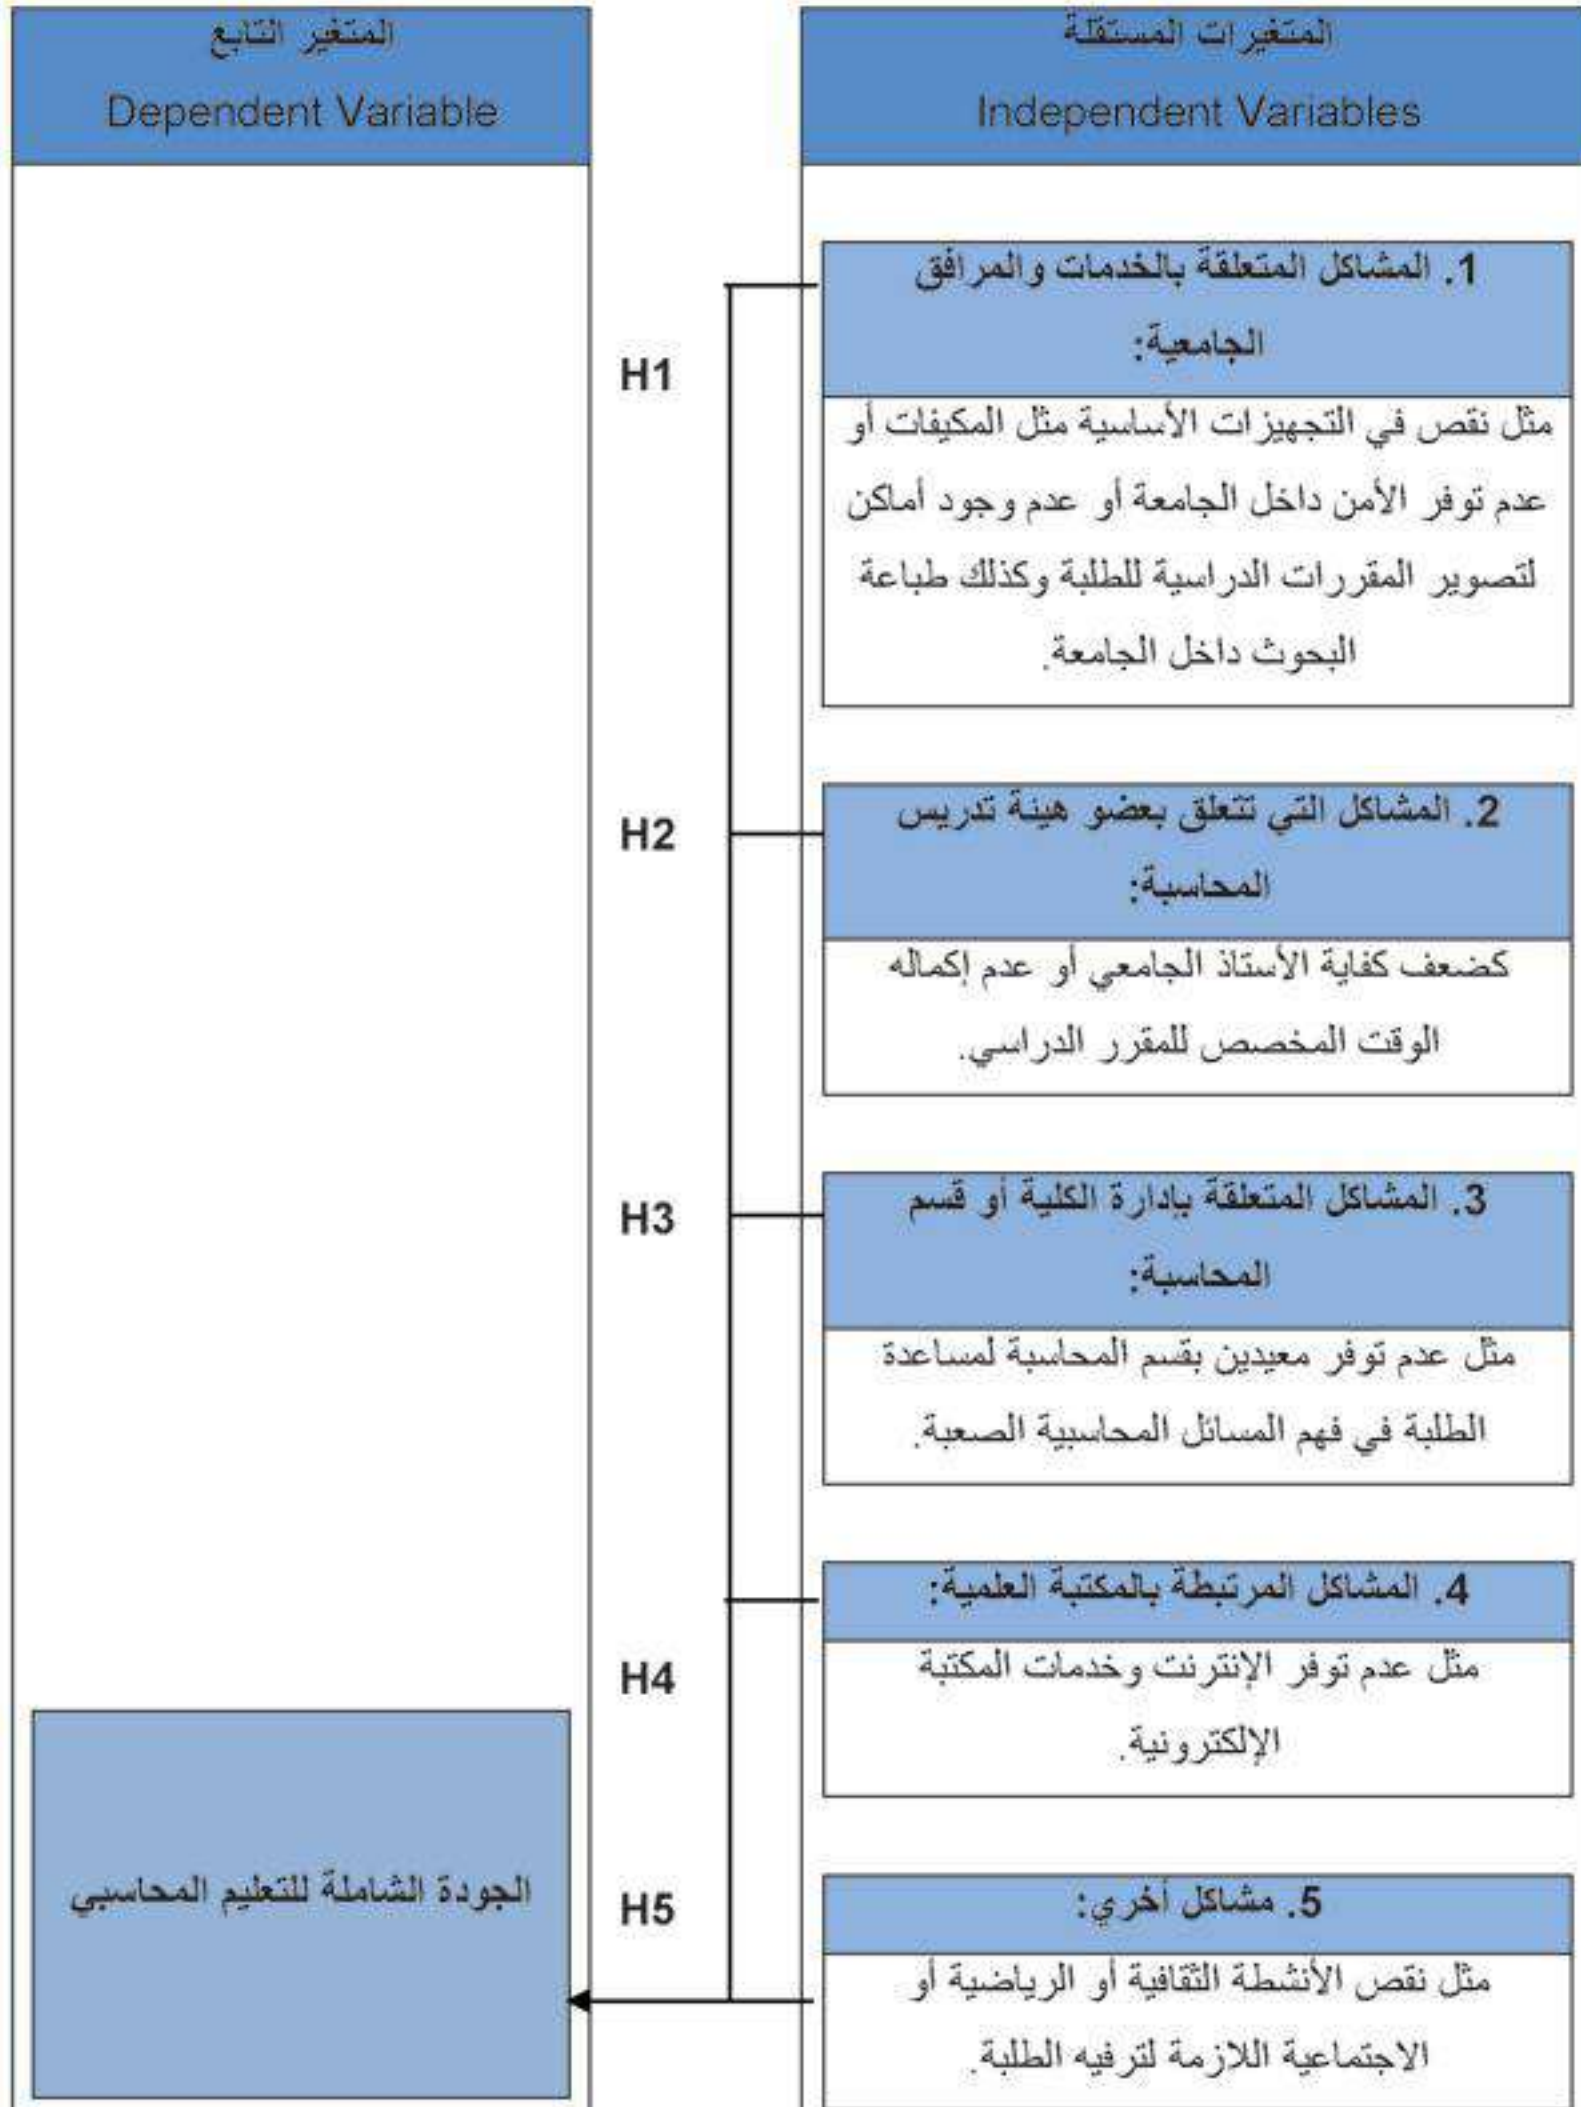 المتغيرات المستقلة
Independent Variables
1. المشاكل المتعلقة بالخدمات والمرافق
الجامعية:
مثل نقص في التجهيزات الأساسية مثل المكيفات أو
عدم توفر الأمن داخل الجامعة أو عدم وجود أماكن
لتصوير المقررات الدراسية للطلبة وكذلك طباعة
البحوث داخل الجامعة.
2. المشاكل التي تتعلق بعضو هيئة تدريس
المحاسبة:
كضعف كفاية الأستاذ الجامعي أو عدم إكماله
الوقت المخصص للمقرر الدراسي.
3. المشاكل المتعلقة بإدارة الكلية أو قسم
المحاسبة:
مثل عدم توفر معيدين بقسم المحاسبة لمساعدة
الطلبة في فهم المسائل المحاسبية الصعبة.
4. المشاكل المرتبطة بالمكتبة العلمية:
مثل عدم توفر الإنترنت وخدمات المكتبة
الإلكترونية.
5. مشاكل أخري:
مثل نقص الأنشطة الثقافية أو الرياضية أو
الاجتماعية اللازمة لترفيه الطلبة.
H1
H2
H3
H4
H5
المتغير التابع
Dependent Variable
الجودة الشاملة للتعليم المحاسبي